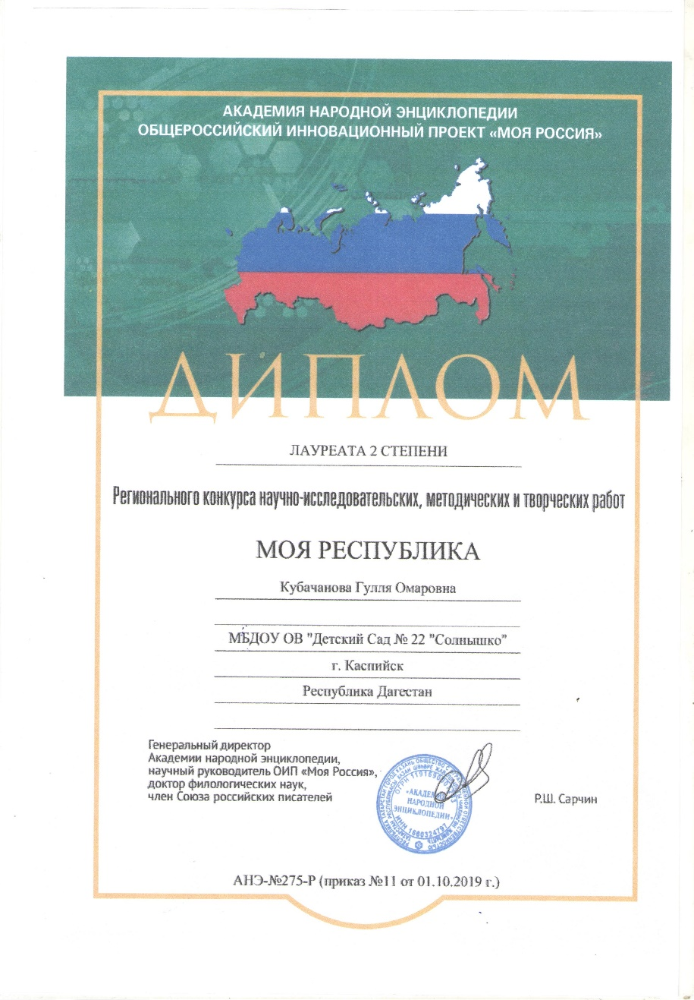 АКАДЕМИЯ НАРОДНОЙ ЭНЦИКЛОПЕДИИ
ОБЩЕРОССИЙСКИЙ ИННОВАЦИОННЫЙ ПРОЕКТ «МОЯ РОССИЯ»
ДИПЛОМ
ЛАУРЕАТА 2 СТЕПЕНИ
Регионального конкурса научно-исследовательских, методических и творческих работ
МОЯ РЕСПУБЛИКА
Кубачанова Гулля Омаровна
МБДОУ ОВ "Детский Сад № 22 "Солнышко"
г. Каспийск
Республика Дагестан
Генеральный директор
Академии народной энциклопедии,
научный руководитель ОИП «Моя Россия»,
доктор филологических наук,
член Союза российских писателей
«АКАДЕМИЯ
НАРОДНОЙ
ЭНЦИКЛОПЕДИИ»
ИНН 1660324797
Р.Ш. Сарчин
АНЭ-№275-Р (приказ №11 от 01.10.2019 г.)